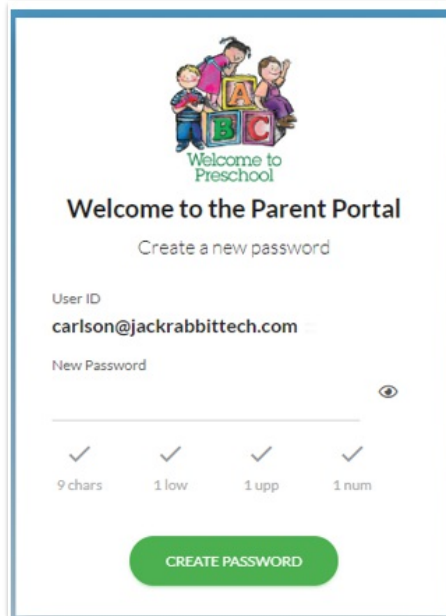 A
B C
Welcome to
Preschool
Welcome to the Parent Portal
Create a new password
User ID
carlson@jackrabbittech.com
New Password
9 chars 1 low 1 upp 1 num
CREATE PASSWORD